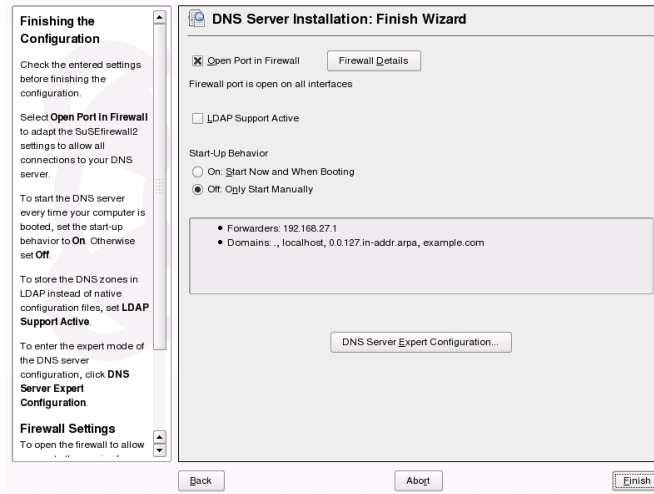 Finishing the
Configuration
Check the entered settings
before finishing the
configuration.
Select Open Port in Firewall
to adapt the SuSEfirewall2
settings to allow all
connections to your DNS
server.
To start the DNS server
every time your computer is
booted, set the start-up
behavior to On. Otherwise
set Off.
To store the DNS zones in
LDAP instead of native
configuration files, set LDAP
Support Active.
To enter the expert mode of
the DNS server
configuration, click DNS
Server Expert
Configuration.
Firewall Settings
To open the firewall to allow
DNS Server Installation: Finish Wizard
Open Port in Firewall
Firewall Details
Firewall port is open on all interfaces
LDAP Support Active
Start-Up Behavior
On: Start Now and When Booting
Off: Only Start Manually
• Forwarders: 192.168.27.1
• Domains: ., localhost, 0.0.127.in-addr.arpa, example.com
DNS Server Expert Configuration...
Back
Abort
Finish